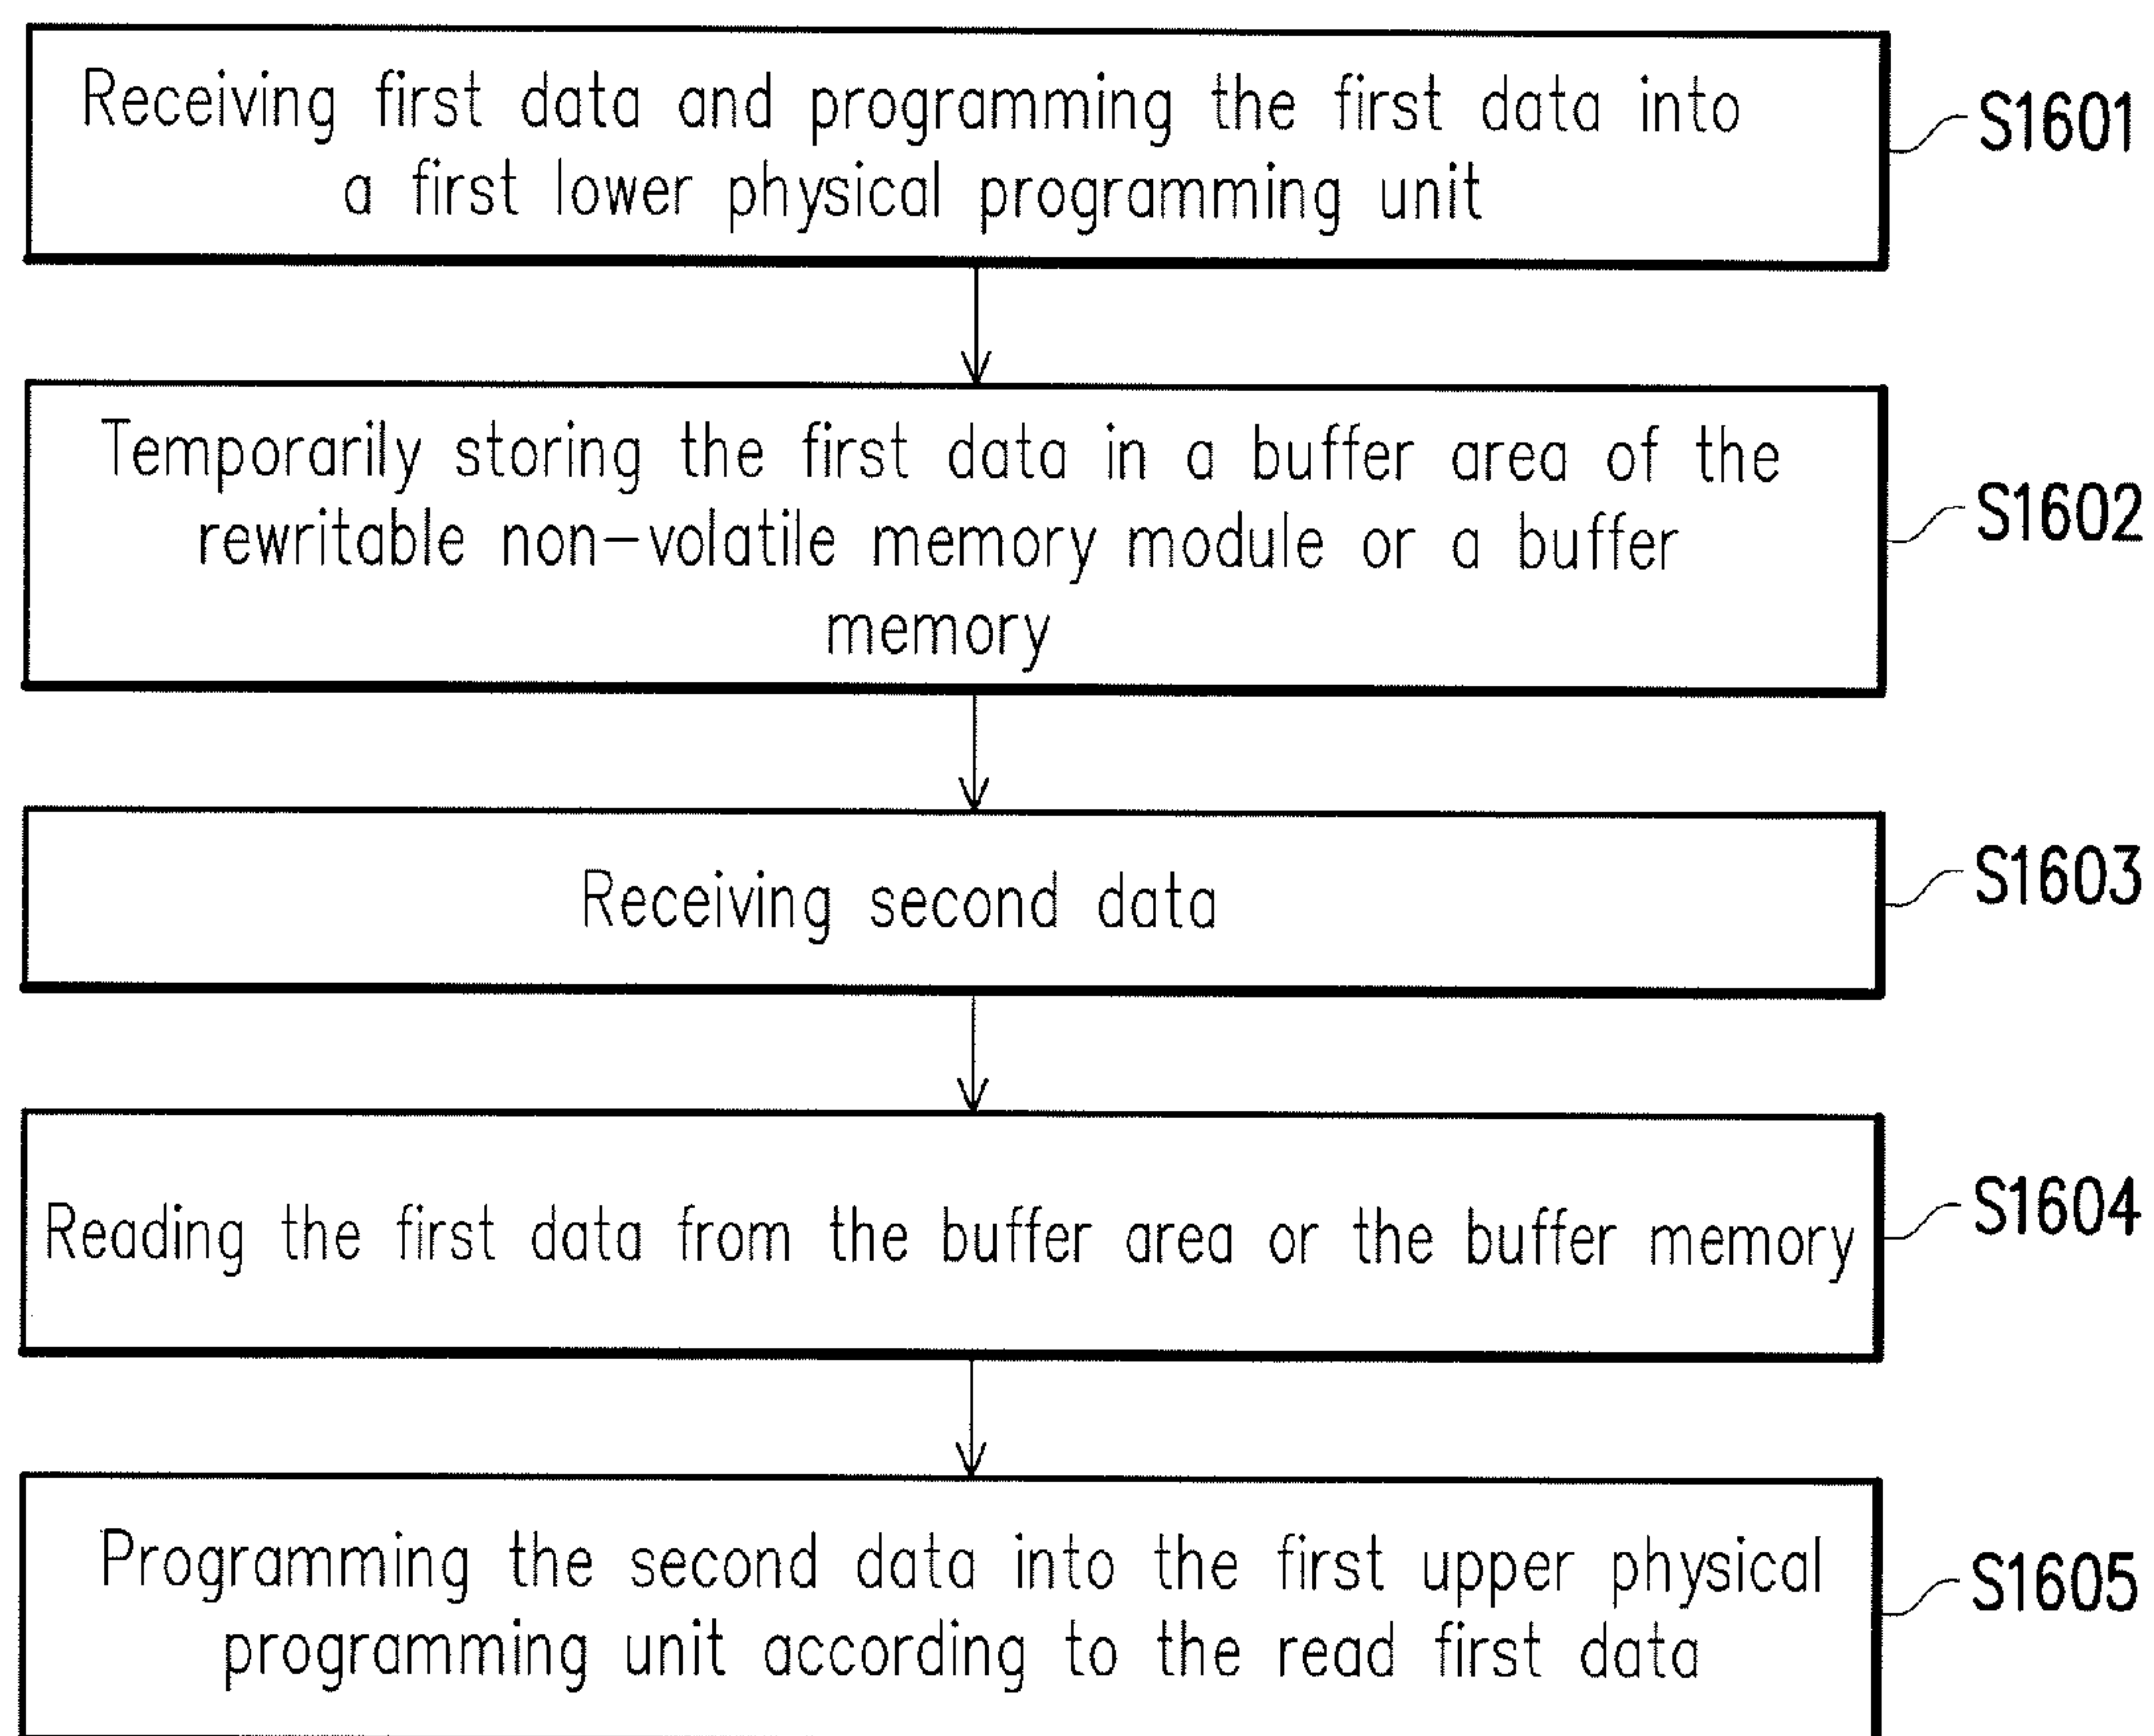 Receiving first data and programming the first data into
a first lower physical programming unit
S1601
Temporarily storing the first data in a buffer area of the
rewritable non-volatile memory module or a buffer
memory
S1602
Receiving second data
S1603
Reading the first data from the buffer area or the buffer memory
S1604
Programming the second data into the first upper physical
programming unit according to the read first data
S1605